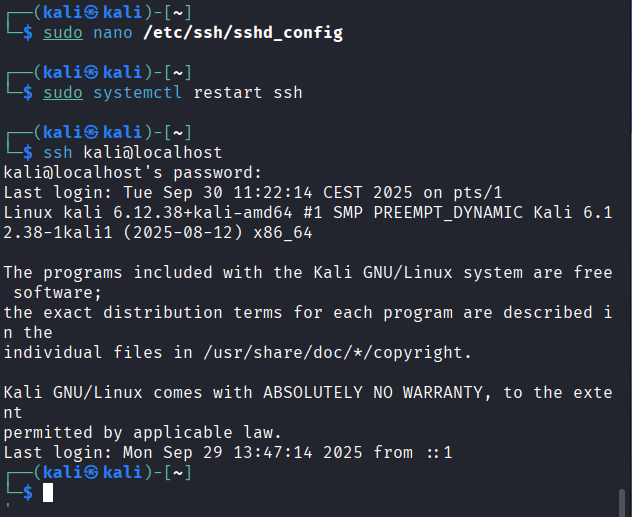 ┌──(kali㉿kali)-[~]
└─$ sudo nano /etc/ssh/sshd_config
┌──(kali㉿kali)-[~]
└─$ sudo systemctl restart ssh
┌──(kali㉿kali)-[~]
└─$ ssh kali@localhost
kali@localhost's password:
Last login: Tue Sep 30 11:22:14 CEST 2025 on pts/1
Linux kali 6.12.38+kali-amd64 #1 SMP PREEMPT_DYNAMIC Kali 6.1
2.38-1kali1 (2025-08-12) x86_64
The programs included with the Kali GNU/Linux system are free
 software;
the exact distribution terms for each program are described i
n the
individual files in /usr/share/doc/*/copyright.
Kali GNU/Linux comes with ABSOLUTELY NO WARRANTY, to the exte
nt
permitted by applicable law.
Last login: Mon Sep 29 13:47:14 2025 from ::1
┌──(kali㉿kali)-[~]
└─$